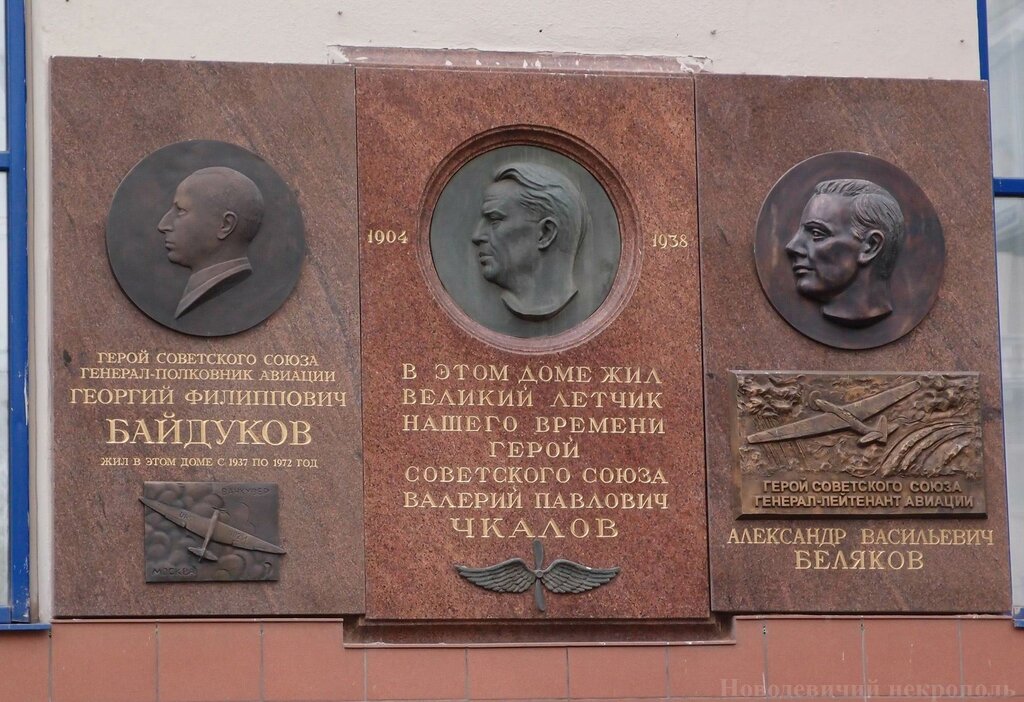 ГЕРОЙ СОВЕТСКОГО СОЮЗА
ГЕНЕРАЛ-ПОЛКОВНИК АВИАЦИИ
ГЕОРГИЙ ФИЛИППОВИЧ
БАЙДУКОВ
ЖИЛ В ЭТОМ ДОМЕ С 1937 ПО 1972 ГОД
ВАНКУВЕР
МОСКВА
1904
1938
В ЭТОМ ДОМЕ ЖИЛ
ВЕЛИКИЙ ЛЕТЧИК
НАШЕГО ВРЕМЕНИ
ГЕРОЙ
СОВЕТСКОГО СОЮЗА
ВАЛЕРИЙ ПАВЛОВИЧ
ЧКАЛОВ
ГЕРОЙ СОВЕТСКОГО СОЮЗА
ГЕНЕРАЛ-ЛЕЙТЕНАНТ АВИАЦИИ
АЛЕКСАНДР ВАСИЛЬЕВИЧ
БЕЛЯКОВ
Новодевичий некрополь